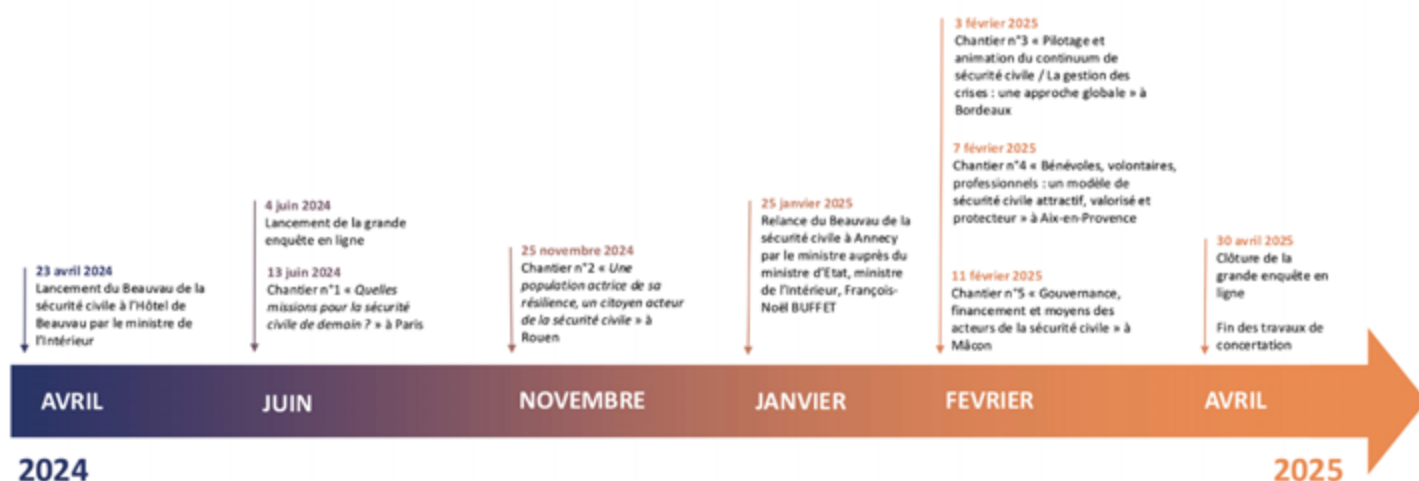 23 avril 2024
Lancement du Beauvau de la
sécurité civile à l'Hôtel de
Beauvau par le ministre de
l'Intérieur
4 juin 2024
Lancement de la grande
enquête en ligne
13 juin 2024
Chantier n°1 « Quelles
missions pour la sécurité
civile de demain ? » à Paris
25 novembre 2024
Chantier n°2 « Une
population actrice de sa
résilience, un citoyen acteur
de la sécurité civile » à
Rouen
25 janvier 2025
Relance du Beauvau de la
sécurité civile à Annecy
par le ministre auprès du
ministre d'Etat, ministre
de l'Intérieur, François-
Noël BUFFET
3 février 2025
Chantier n°3 « Pilotage et
animation du continuum de
sécurité civile / La gestion des
crises : une approche globale » à
Bordeaux
7 février 2025
Chantier n°4 « Bénévoles, volontaires,
professionnels : un modèle de
sécurité civile attractif, valorisé et
protecteur » à Aix-en-Provence
11 février 2025
Chantier n°5 « Gouvernance,
financement et moyens des
acteurs de la sécurité civile » à
Mâcon
30 avril 2025
Clôture de la
grande enquête en
ligne
Fin des travaux de
concertation
AVRIL
JUIN
NOVEMBRE
JANVIER
FEVRIER
AVRIL
2024
2025